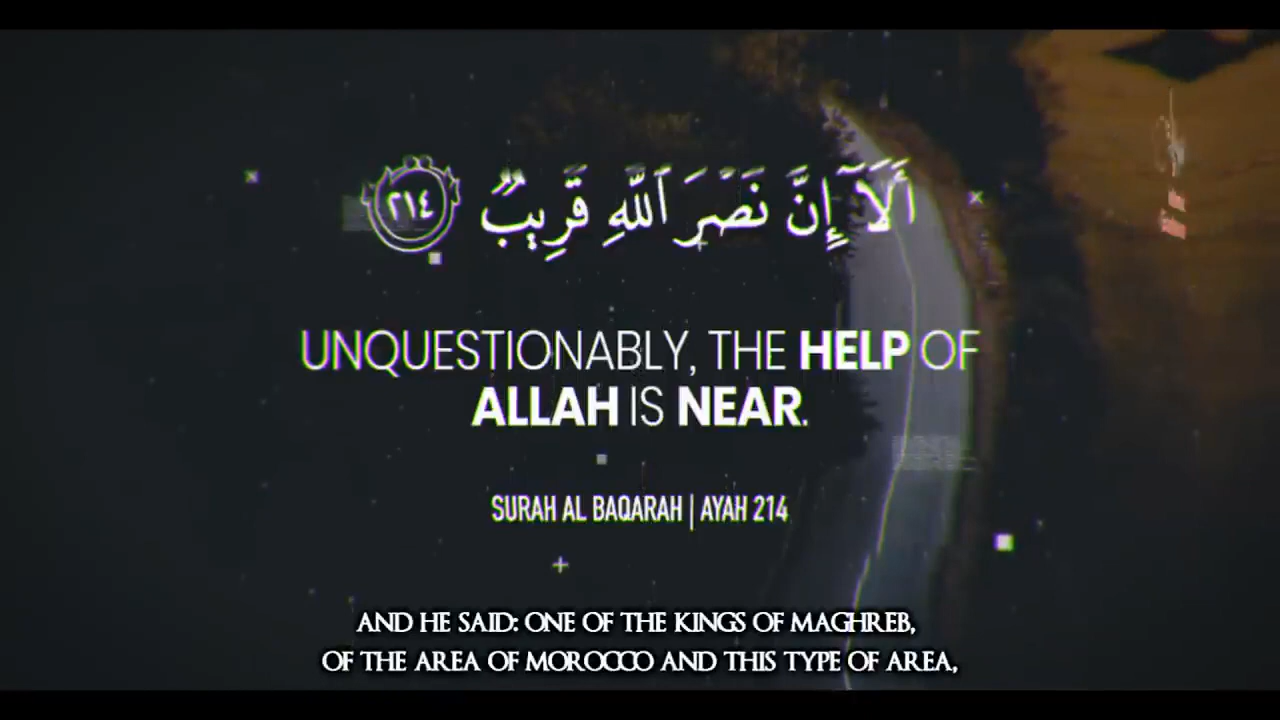 أَلَآ إِنَّ نَصْرَ ٱللَّهِ قَرِيبٌ ٢١٤
UNQUESTIONABLY, THE HELP OF
ALLAH IS NEAR.
SURAH AL BAQARAH | AYAH 214
AND HE SAID: ONE OF THE KINGS OF MAGHREB,
OF THE AREA OF MOROCCO AND THIS TYPE OF AREA,